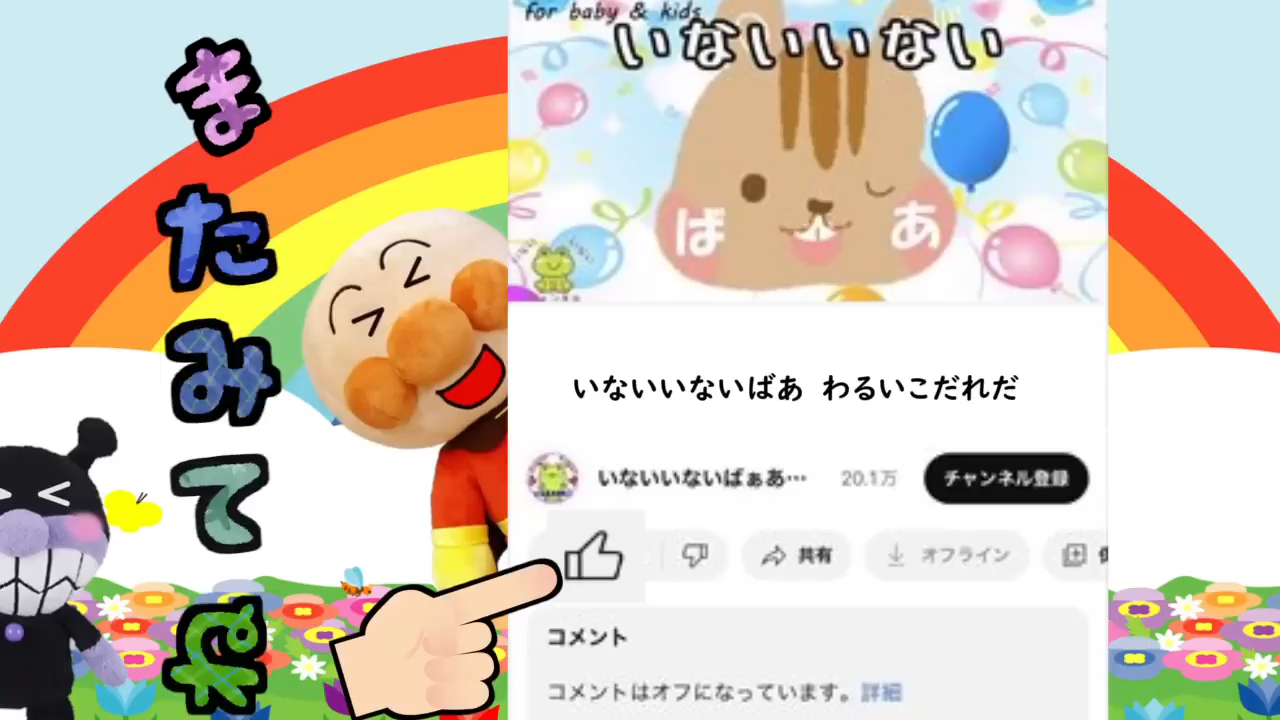 またみてね
for baby & kids
いないいない
ばあ
いないいないばあ わるいこだれだ
いないいないばぁあ… 20.1万 チャンネル登録
共有 オフライン
コメント
コメントはオフになっています。詳細